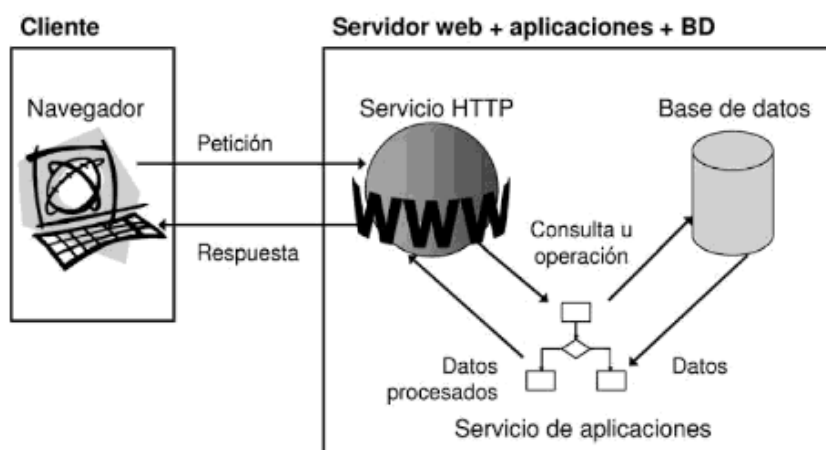 Cliente
Servidor web + aplicaciones + BD
Navegador
Servicio HTTP
Base de datos
Petición
WWW
Respuesta
Consulta u
operación
Datos
procesados
Datos
Servicio de aplicaciones